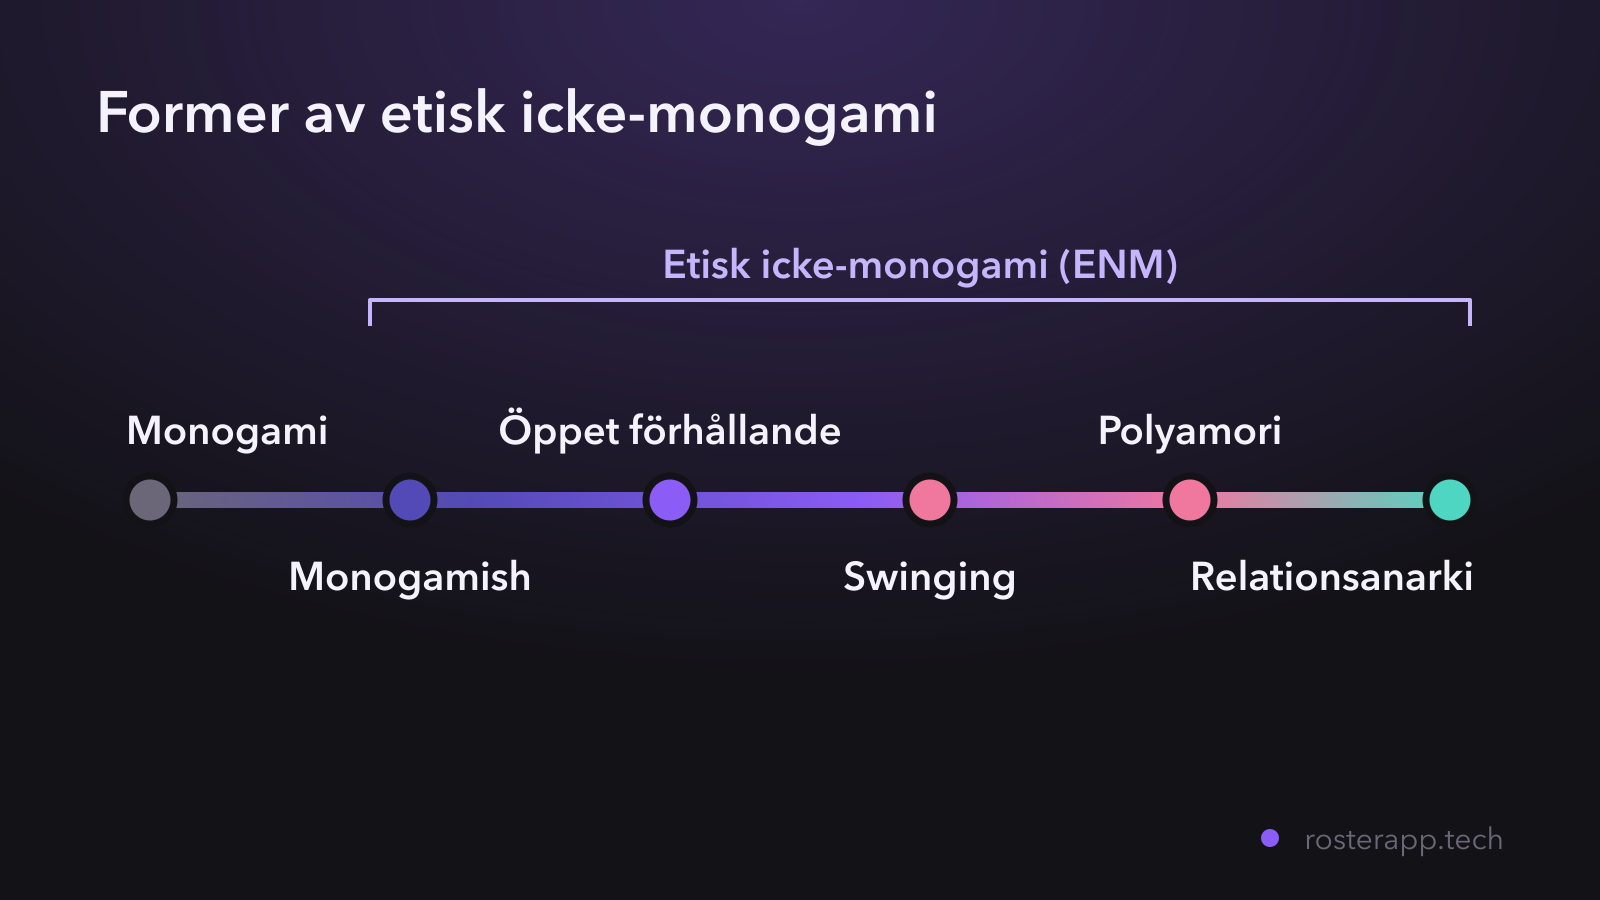 Former av etisk icke-monogami
Etisk icke-monogami (ENM)
Monogami
Öppet förhållande
Polyamori
Monogamish
Swinging
Relationsanarki
rosterapp.tech